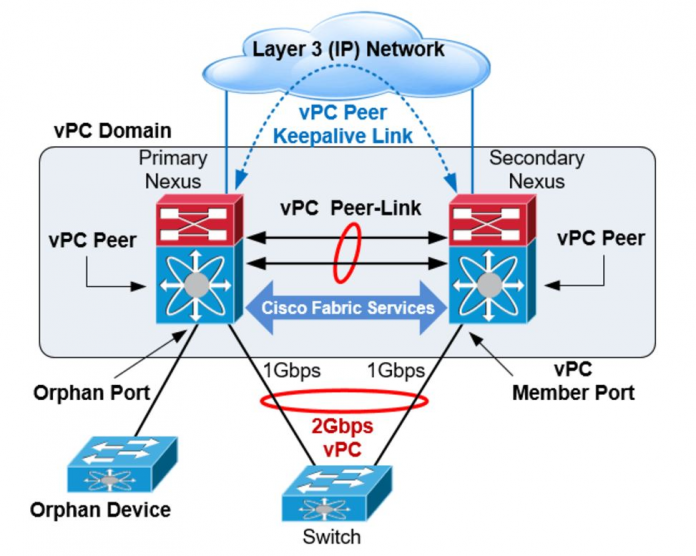 Layer 3 (IP) Network
vPC Peer
Keepalive Link
vPC Domain
Primary
Nexus
Secondary
Nexus
vPC Peer-Link
vPC Peer
vPC Peer
Cisco Fabric Services
1Gbps
1Gbps
Orphan Port
vPC
Member Port
2Gbps
vPC
Orphan Device
Switch